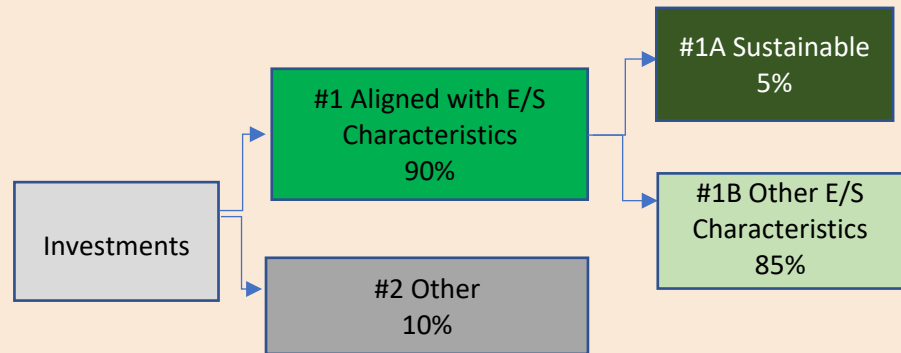 #1A Sustainable
5%
#1 Aligned with E/S
Characteristics
90%
#1B Other E/S
Characteristics
85%
Investments
#2 Other
10%